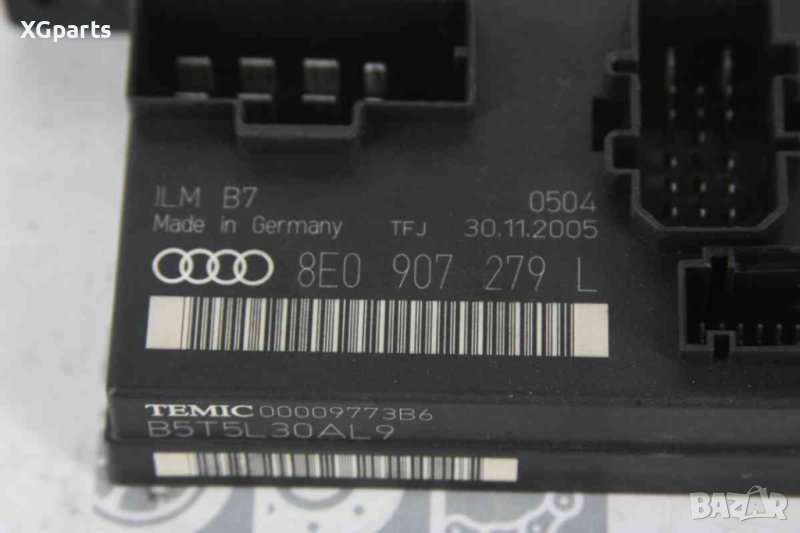 XGparts
ILM B7 0504
Made in Germany TFJ 30.11.2005
8E0 907 279 L
TEMIC 00009773B6
B5T5L30AL9
BAZAR